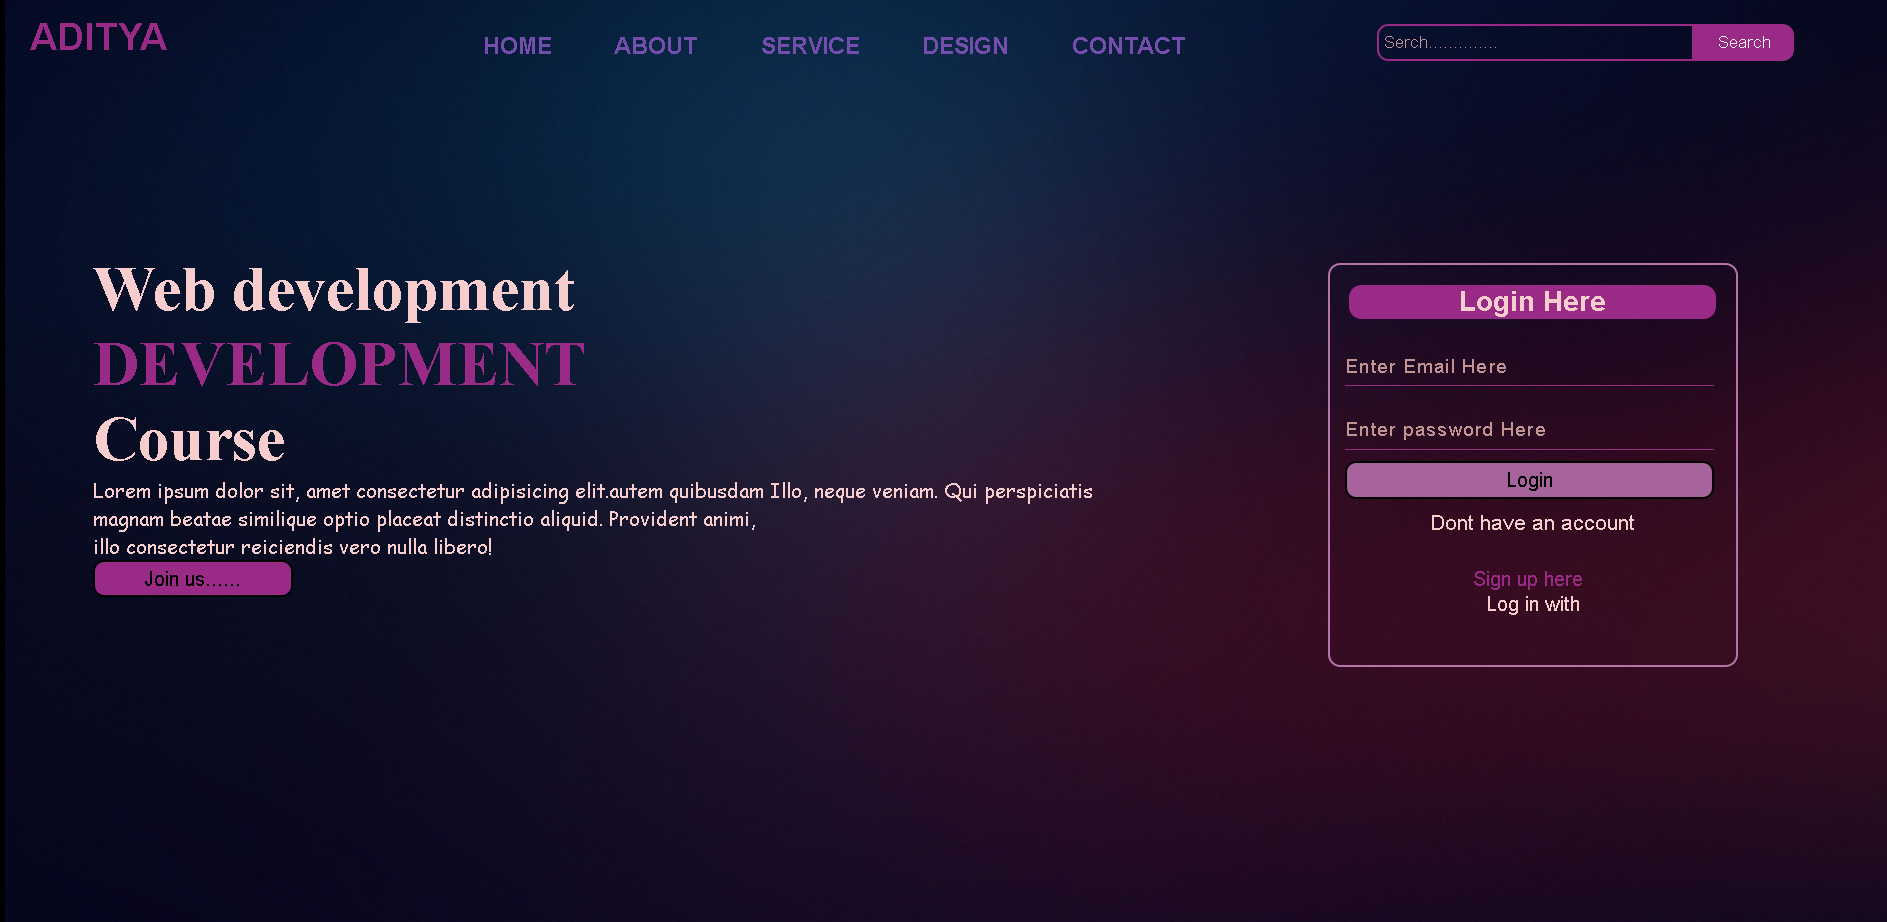 ADITYA
HOME ABOUT SERVICE DESIGN CONTACT
Serch.............. Search
Web development
DEVELOPMENT
Course
Lorem ipsum dolor sit, amet consectetur adipisicing elit.autem quibusdam Illo, neque veniam. Qui perspiciatis
magnam beatae similique optio placeat distinctio aliquid. Provident animi,
illo consectetur reiciendis vero nulla libero!
Join us......
Login Here
Enter Email Here
Enter password Here
Login
Dont have an account
Sign up here
Log in with